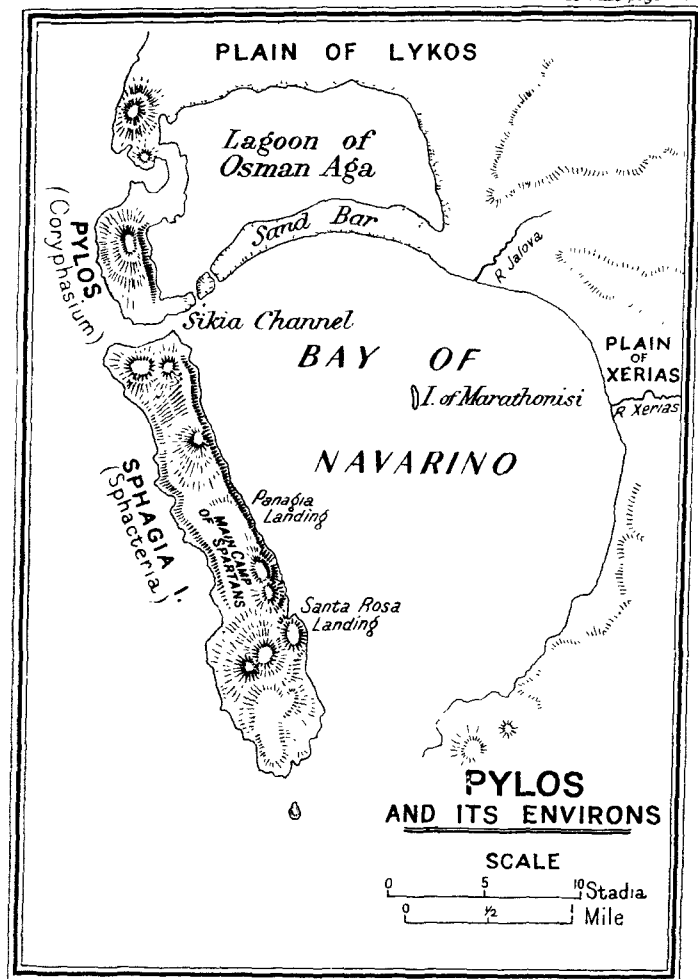 PLAIN OF LYKOS
Lagoon of
Osman Aga
Sand Bar
PYLOS
(Coryphasium)
R Jalova
Sikia Channel
BAY OF
PLAIN
OF
XERIAS
I. of Marathonisi
R Xerias
NAVARINO
SPHAGIA I.
(Sphacteria)
Panagia
Landing
MAIN CAMP
OF SPARTANS
Santa Rosa
Landing
PYLOS
AND ITS ENVIRONS
SCALE
0 5 10 Stadia
0 ½ 1 Mile